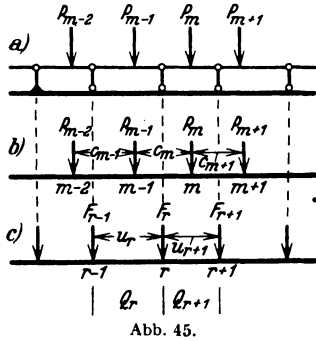 P_{m-2} P_{m-1} P_m P_{m+1}
a)
P_{m-2} P_{m-1} P_m P_{m+1}
b) c_{m-1} c_m c_{m+1}
m-2 m-1 m m+1
F_{r-1} F_r F_{r+1}
c) u_r u_{r+1}
r-1 r r+1
Q_r Q_{r+1}
Abb. 45.